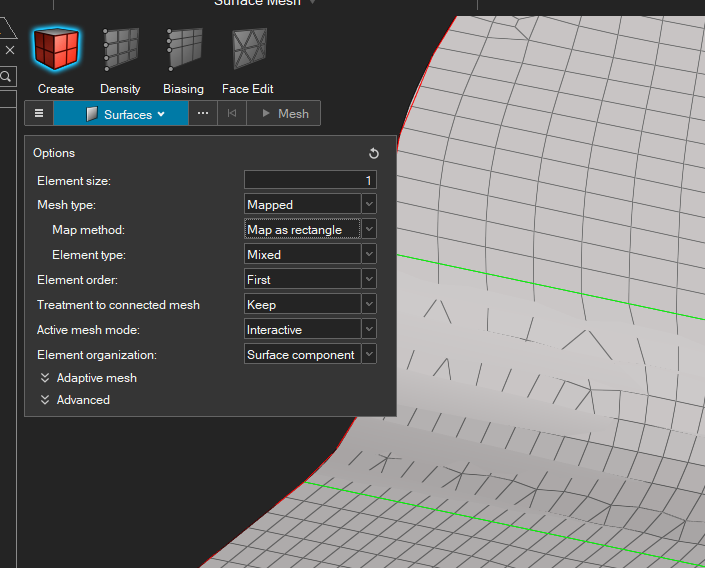 Surface Mesh
Create Density Biasing Face Edit
Surfaces ... Mesh
Options
Element size: 1
Mesh type: Mapped
Map method: Map as rectangle
Element type: Mixed
Element order: First
Treatment to connected mesh Keep
Active mesh mode: Interactive
Element organization: Surface component
Adaptive mesh
Advanced